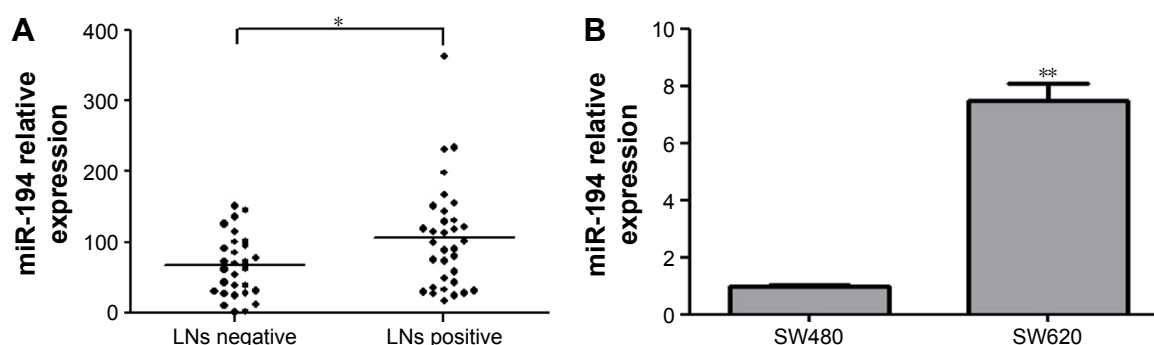 A
miR-194 relative
expression
400
300
200
100
0
*
LNs negative
LNs positive
B
miR-194 relative
expression
10
8
6
4
2
0
**
SW480
SW620